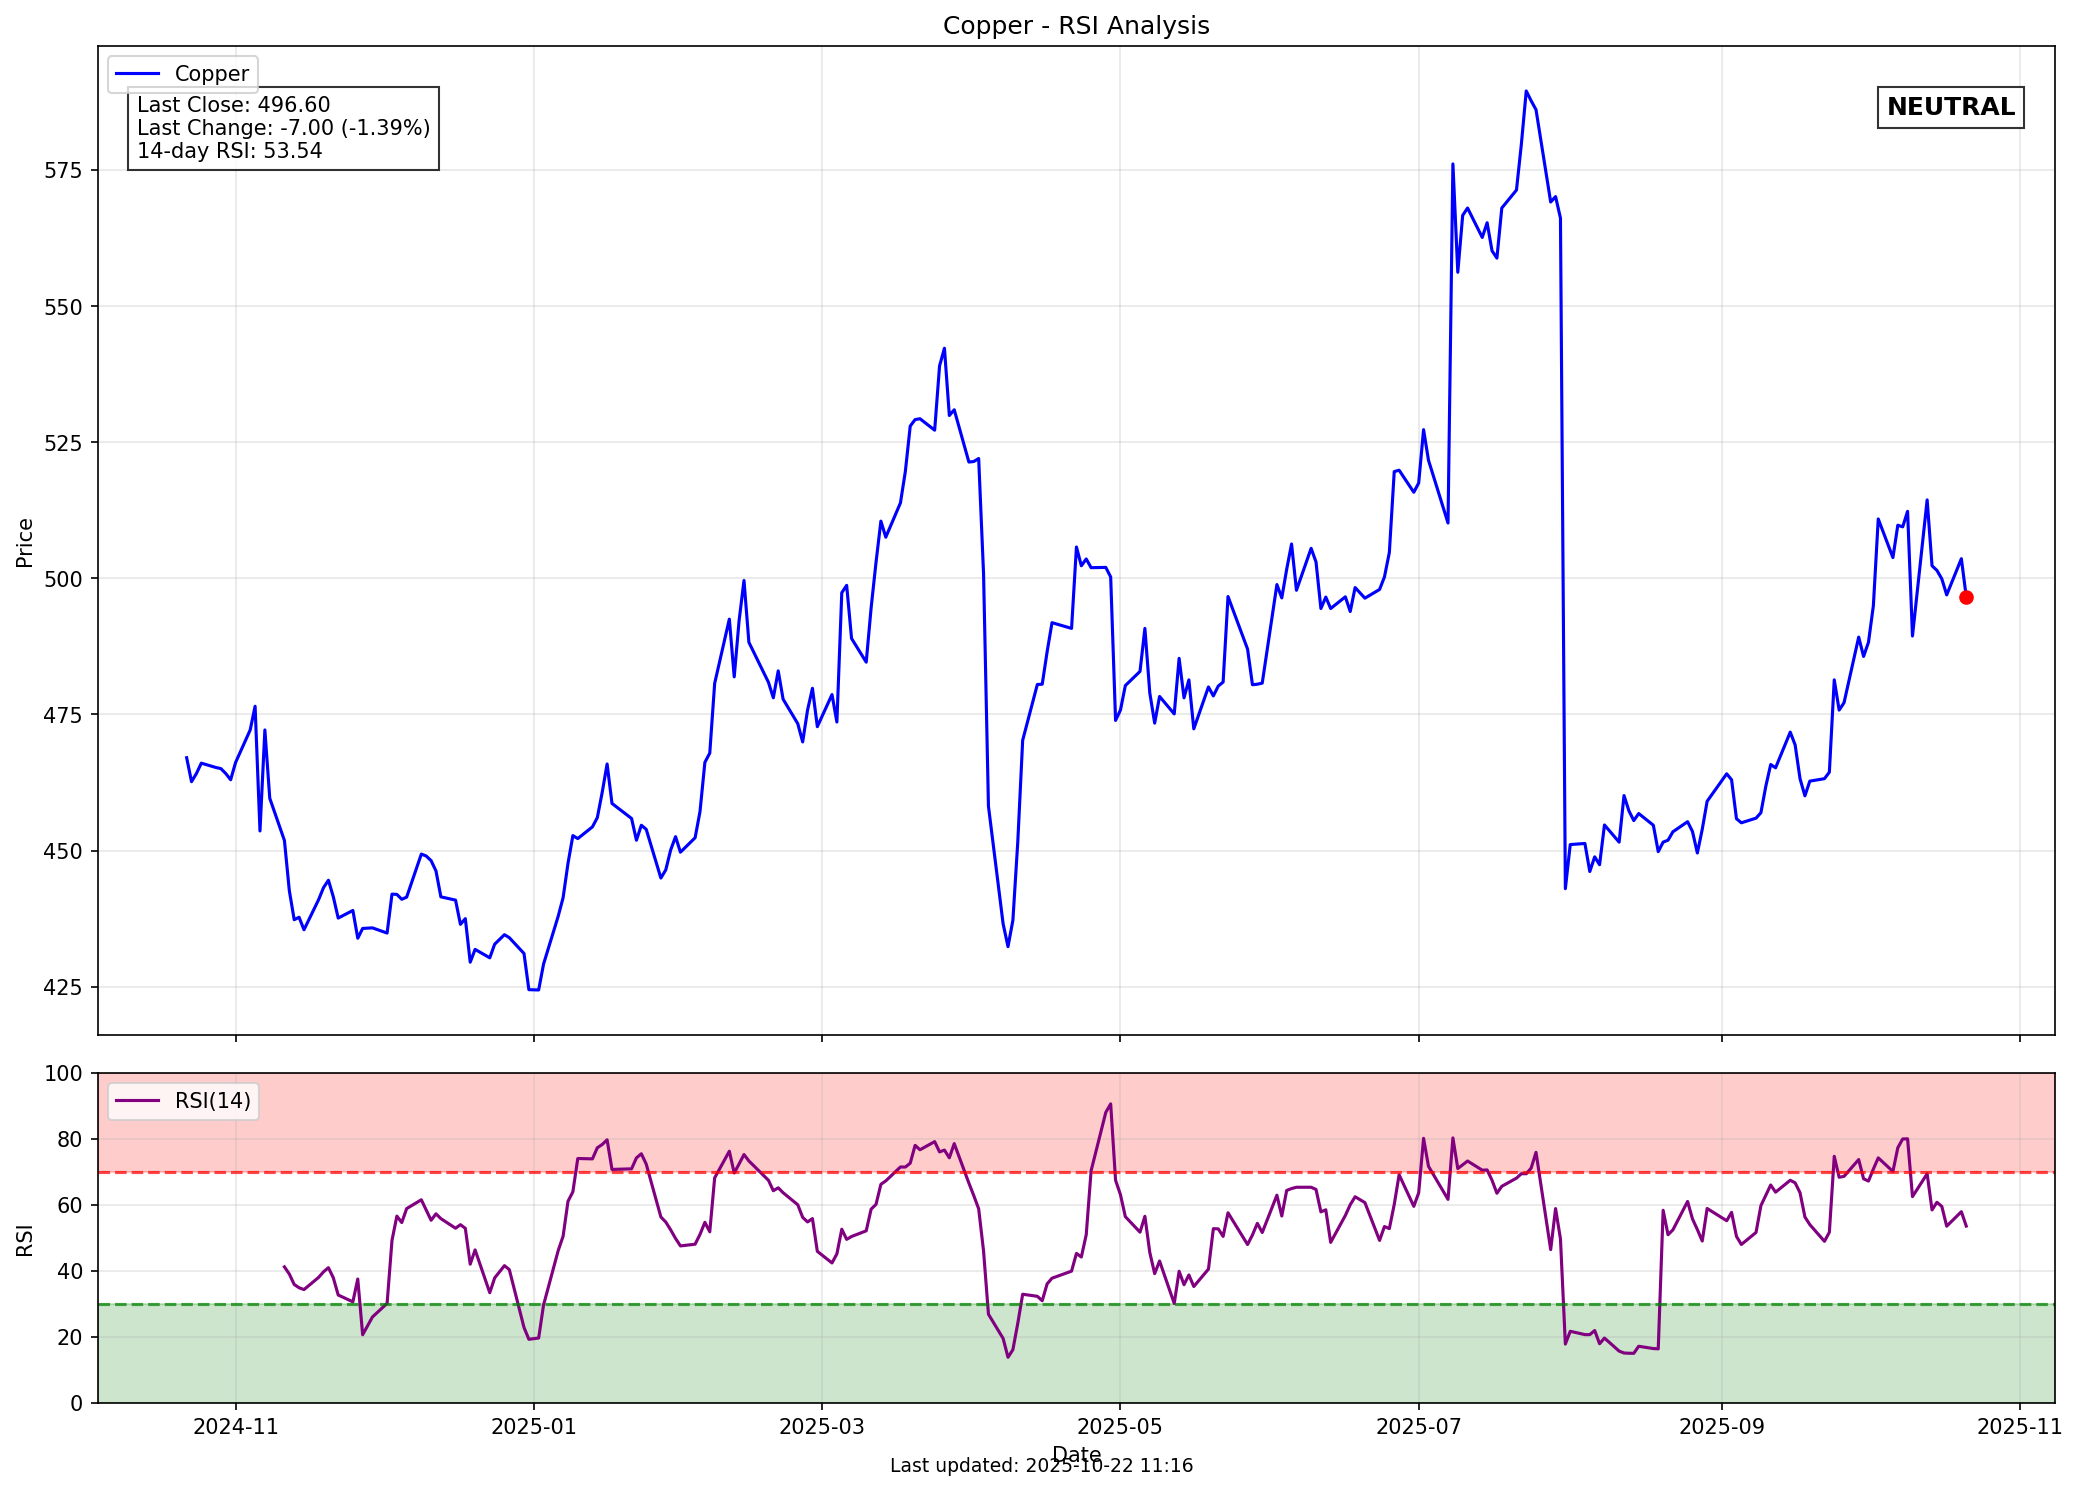 Copper - RSI Analysis
Copper
Last Close: 496.60
Last Change: -7.00 (-1.39%)
14-day RSI: 53.54
NEUTRAL
575
550
525
500
475
450
425
Price
100
80
60
40
20
0
RSI
RSI(14)
2024-11
2025-01
2025-03
2025-05
2025-07
2025-09
2025-11
Date
Last updated: 2025-10-22 11:16